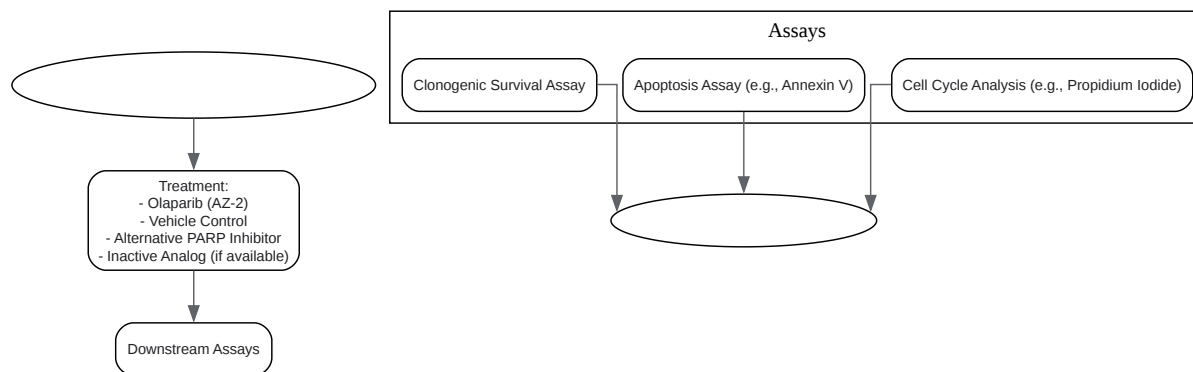 Treatment:
- Olaparib (AZ-2)
- Vehicle Control
- Alternative PARP Inhibitor
- Inactive Analog (if available)
Downstream Assays
Assays
Clonogenic Survival Assay
Apoptosis Assay (e.g., Annexin V)
Cell Cycle Analysis (e.g., Propidium Iodide)